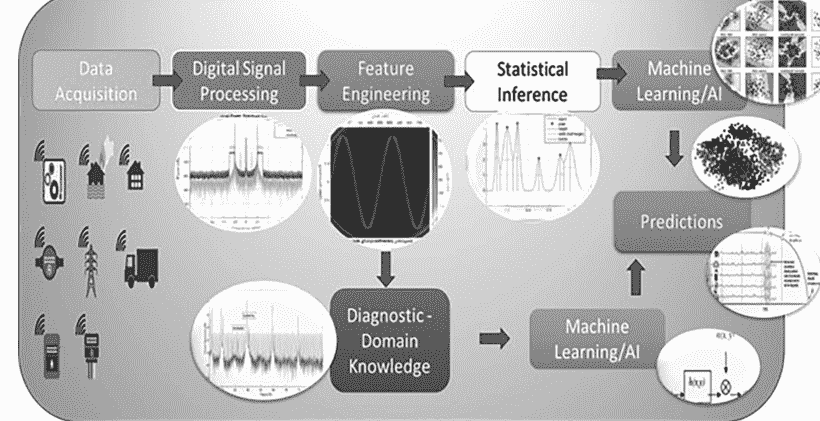 Data
Acquisition
Digital Signal
Processing
Feature
Engineering
Statistical
Inference
Machine
Learning/AI
Predictions
Diagnostic -
Domain
Knowledge
Machine
Learning/AI